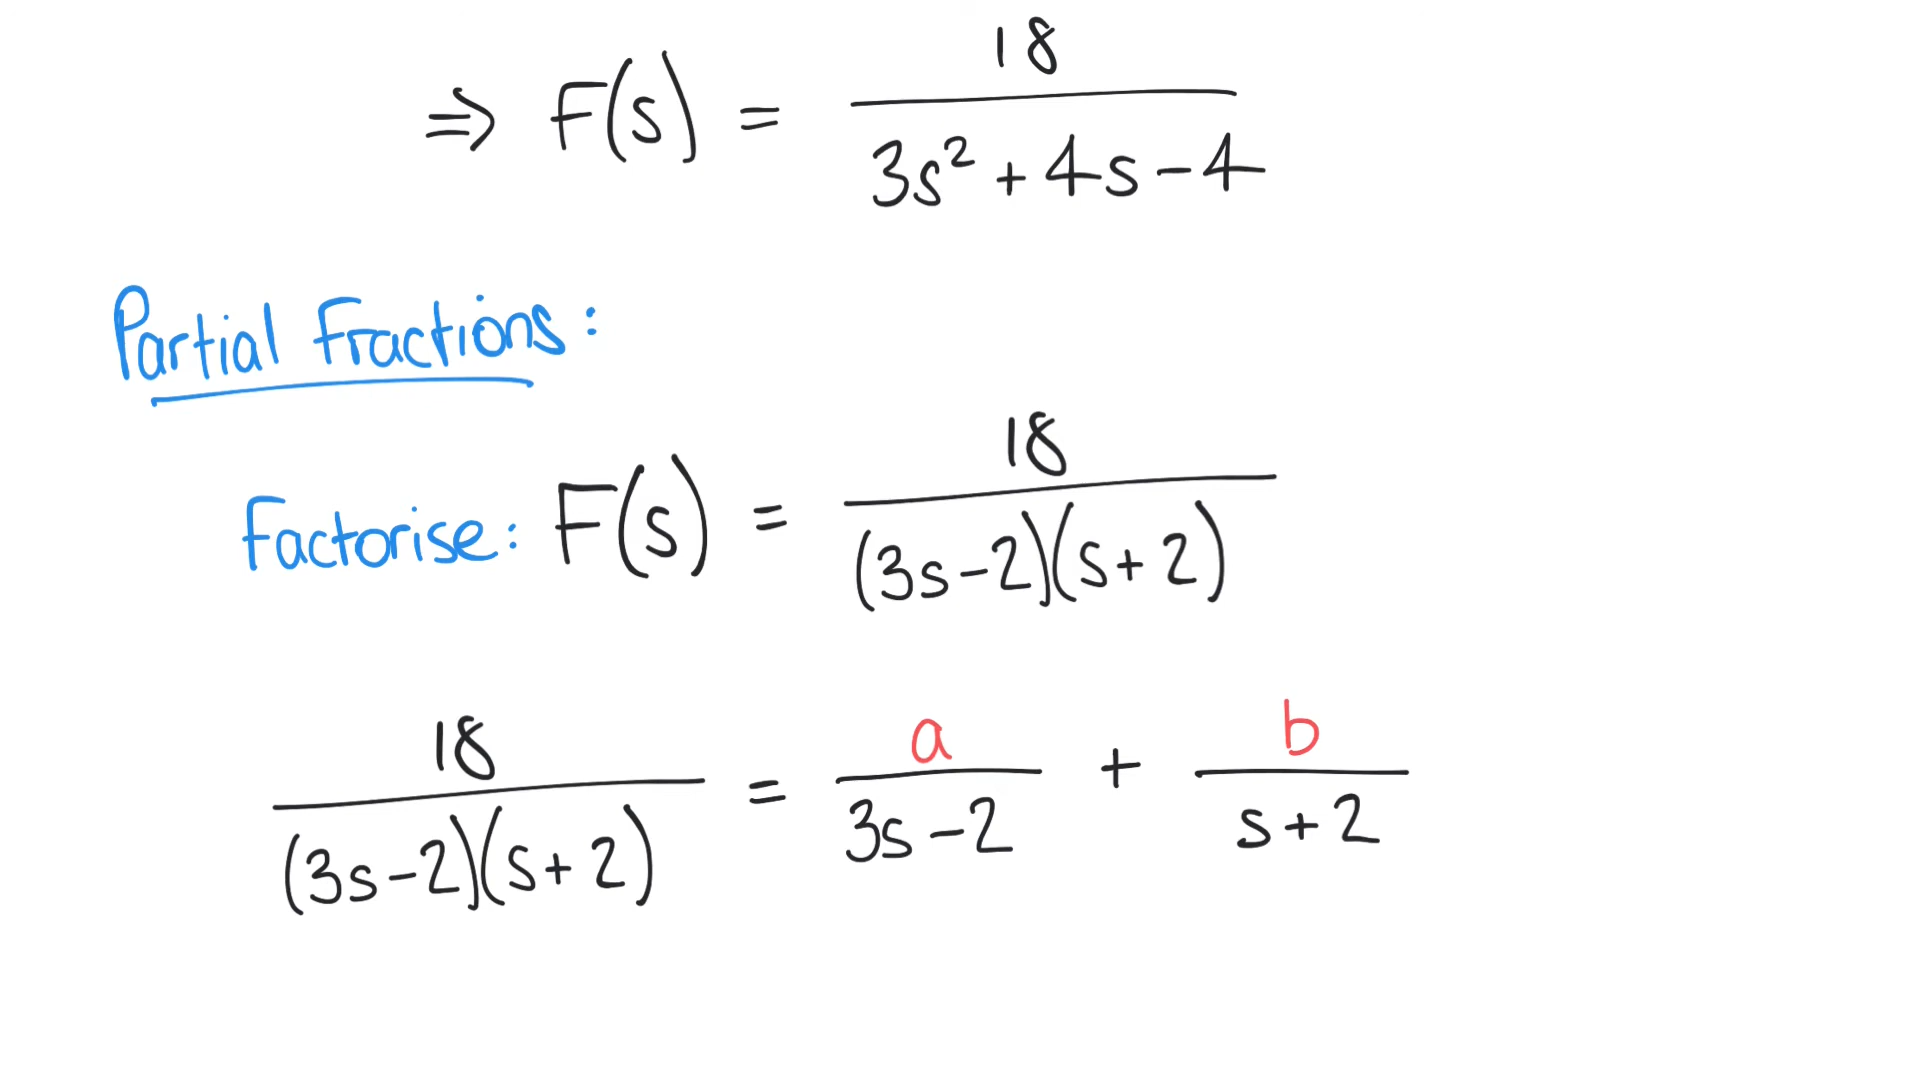 ⇒ F(s) = 18 / (3s² + 4s - 4)
Partial Fractions:
Factorise: F(s) = 18 / ((3s-2)(s+2))
18 / ((3s-2)(s+2)) = a / (3s-2) + b / (s+2)